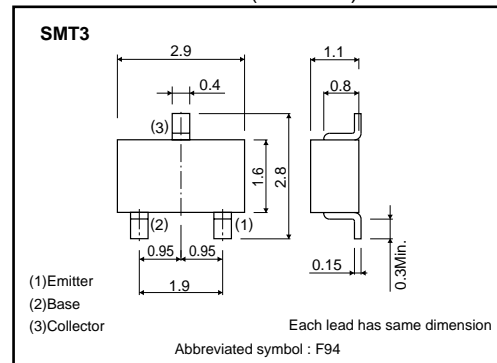 SMT3
2.9
1.1
0.4
0.8
(3)
1.6
2.8
(2)
(1)
0.95 0.95
0.15
0.3Min.
1.9
(1)Emitter
(2)Base
(3)Collector
Each lead has same dimension
Abbreviated symbol : F94